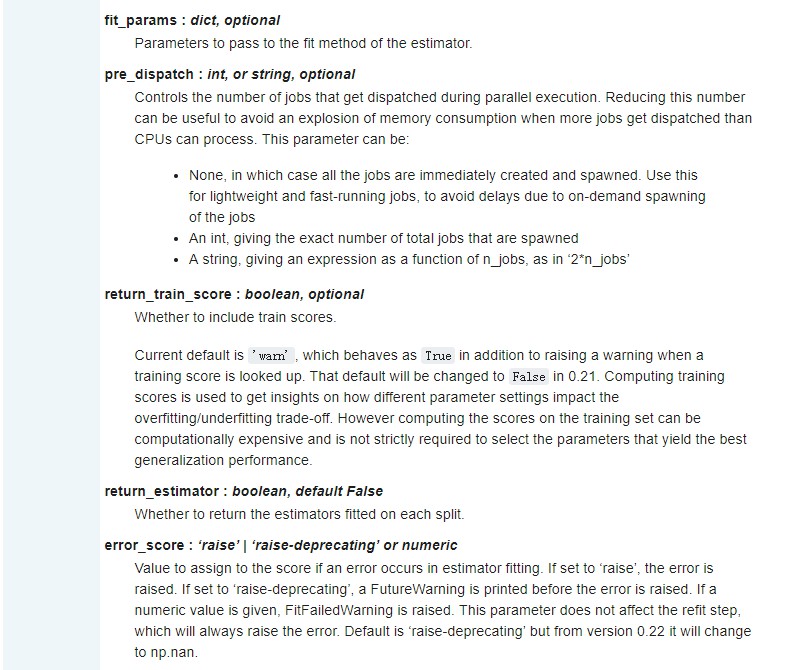 fit_params : dict, optional
Parameters to pass to the fit method of the estimator.
pre_dispatch : int, or string, optional
Controls the number of jobs that get dispatched during parallel execution. Reducing this number
can be useful to avoid an explosion of memory consumption when more jobs get dispatched than
CPUs can process. This parameter can be:
• None, in which case all the jobs are immediately created and spawned. Use this
for lightweight and fast-running jobs, to avoid delays due to on-demand spawning
of the jobs
• An int, giving the exact number of total jobs that are spawned
• A string, giving an expression as a function of n_jobs, as in ‘2*n_jobs’
return_train_score : boolean, optional
Whether to include train scores.
Current default is 'warn', which behaves as True in addition to raising a warning when a
training score is looked up. That default will be changed to False in 0.21. Computing training
scores is used to get insights on how different parameter settings impact the
overfitting/underfitting trade-off. However computing the scores on the training set can be
computationally expensive and is not strictly required to select the parameters that yield the best
generalization performance.
return_estimator : boolean, default False
Whether to return the estimators fitted on each split.
error_score : ‘raise’ | ‘raise-deprecating’ or numeric
Value to assign to the score if an error occurs in estimator fitting. If set to ‘raise’, the error is
raised. If set to ‘raise-deprecating’, a FutureWarning is printed before the error is raised. If a
numeric value is given, FitFailedWarning is raised. This parameter does not affect the refit step,
which will always raise the error. Default is ‘raise-deprecating’ but from version 0.22 it will change
to np.nan.